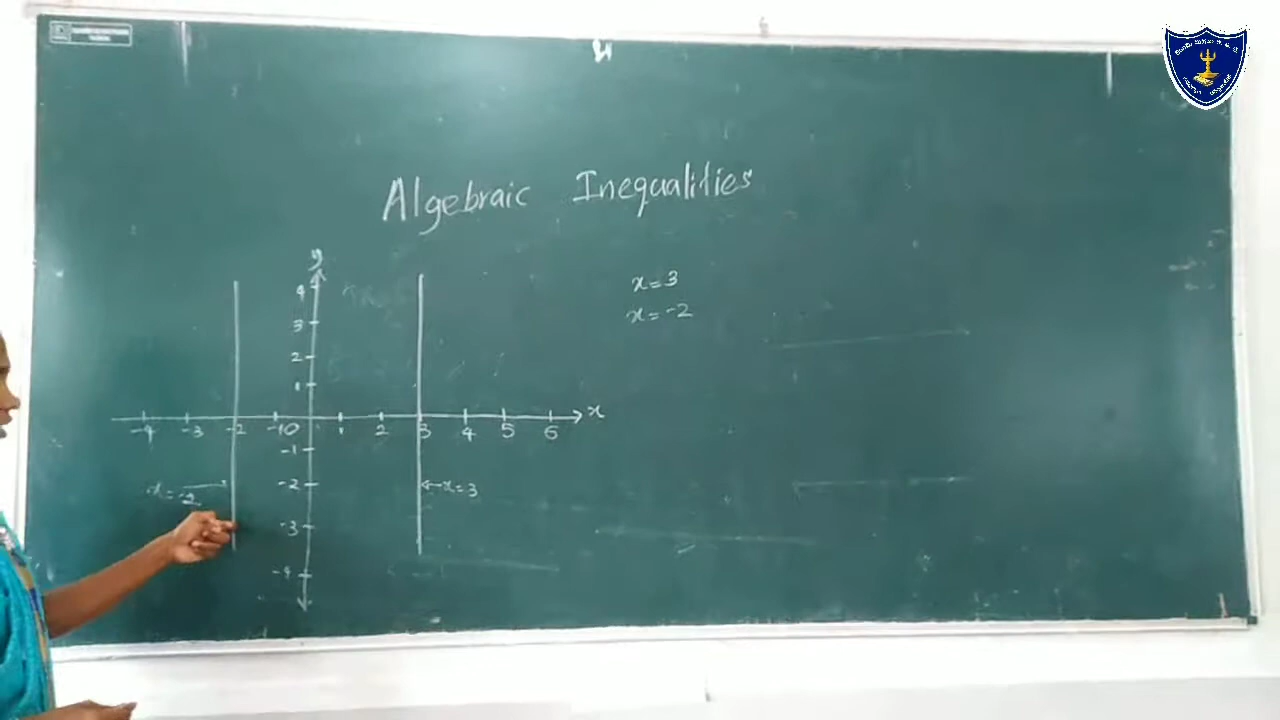 Algebraic Inequalities
x = 3
x = -2
y
4
3
2
1
-4 -3 -2 -1 0 1 2 3 4 5 6 x
-1
-2
-3
-4
x = -2
x = 3